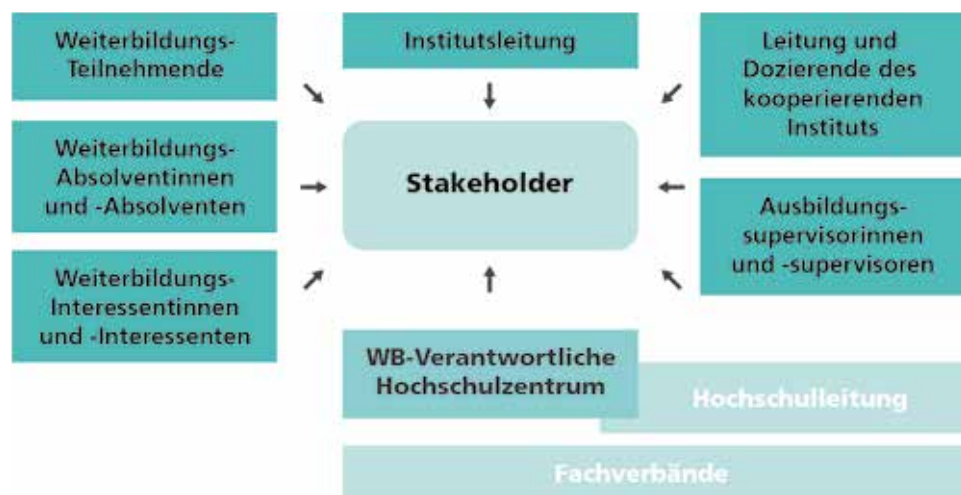 Weiterbildungs-
Teilnehmende
Institutsleitung
Leitung und
Dozierende des
kooperierenden
Instituts
Weiterbildungs-
Absolventinnen
und -Absolventen
Stakeholder
Ausbildungs-
supervisorinnen
und -supervisoren
Weiterbildungs-
Interessentinnen
und -Interessenten
WB-Verantwortliche
Hochschulzentrum
Hochschulleitung
Fachverbände